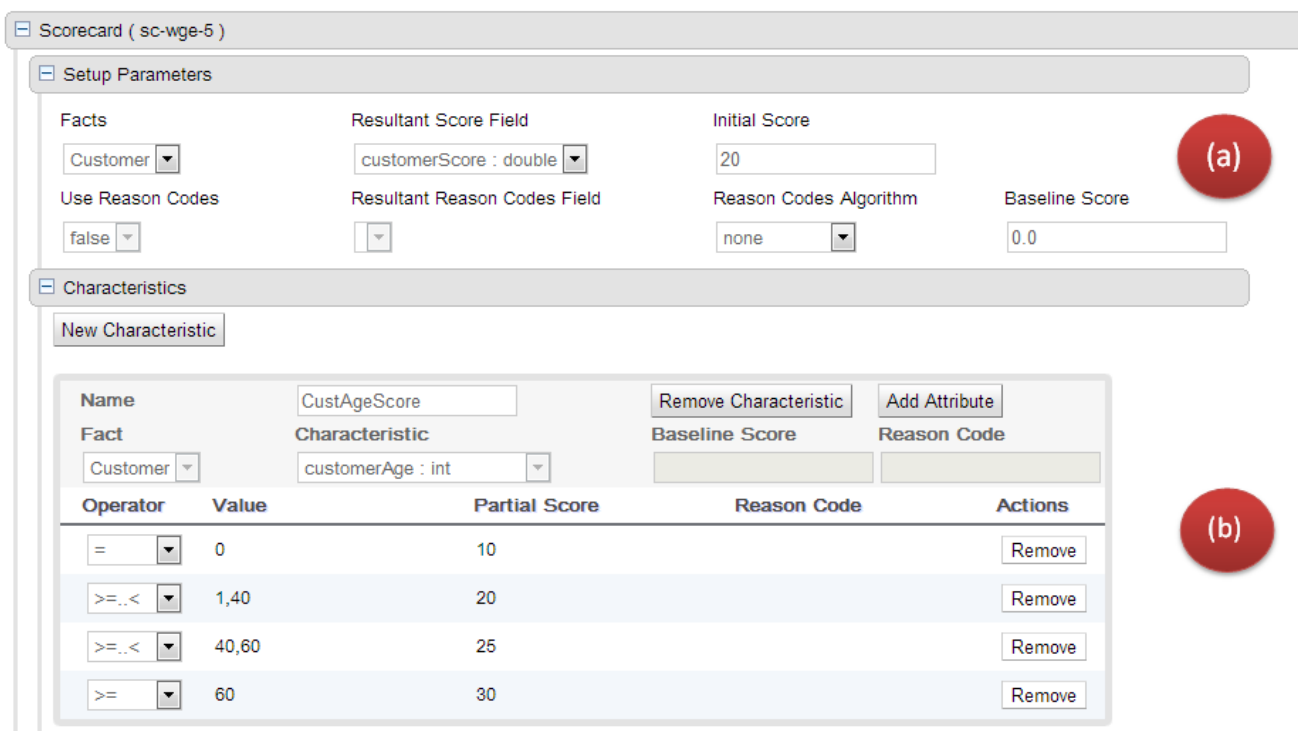 Scorecard ( sc-wge-5 )
Setup Parameters
Facts Resultant Score Field Initial Score
Customer customerScore : double 20
(a)
Use Reason Codes Resultant Reason Codes Field Reason Codes Algorithm Baseline Score
false none 0.0
Characteristics
New Characteristic
Name CustAgeScore Remove Characteristic Add Attribute
Fact Characteristic Baseline Score Reason Code
Customer customerAge : int
Operator Value Partial Score Reason Code Actions
(b)
= 0 10 Remove
>=..< 1,40 20 Remove
>=..< 40,60 25 Remove
>= 60 30 Remove